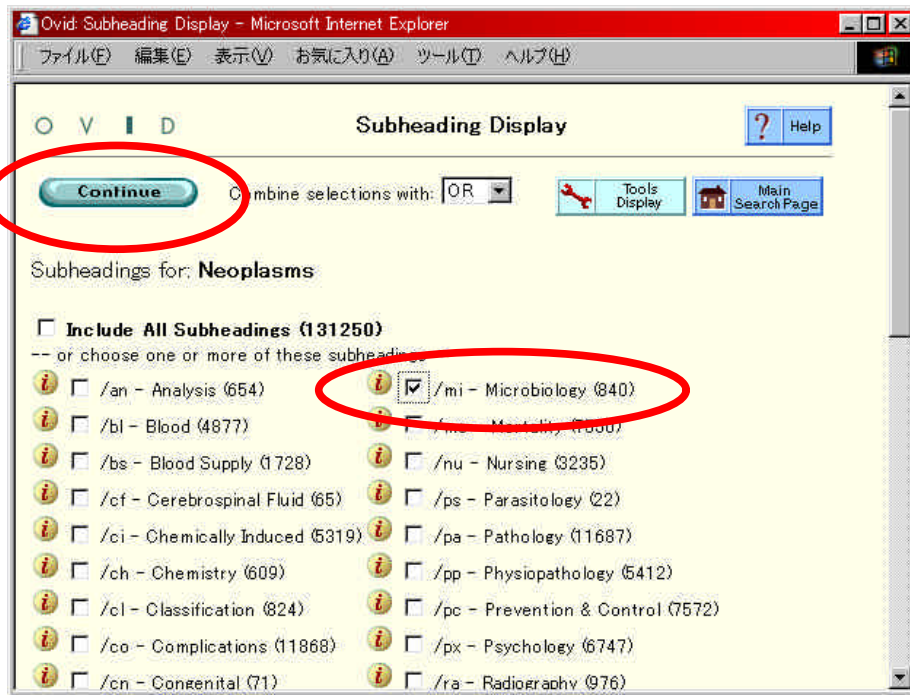 Ovid: Subheading Display - Microsoft Internet Explorer
ファイル(F) 編集(E) 表示(V) お気に入り(A) ツール(T) ヘルプ(H)
O V I D Subheading Display ? Help
Continue Combine selections with: OR Tools Display Main Search Page
Subheadings for: Neoplasms
Include All Subheadings (131250)
-- or choose one or more of these subheadings
i /an - Analysis (654) i /mi - Microbiology (840)
i /bl - Blood (4877) i /mo - Mortality
i /bs - Blood Supply (1728) i /nu - Nursing (3235)
i /cf - Cerebrospinal Fluid (65) i /ps - Parasitology (22)
i /ci - Chemically Induced (5319) i /pa - Pathology (11687)
i /ch - Chemistry (609) i /pp - Physiopathology (5412)
i /cl - Classification (824) i /pc - Prevention & Control (7572)
i /co - Complications (11868) i /px - Psychology (6747)
i /cn - Congenital (71) i /ra - Radiography (976)